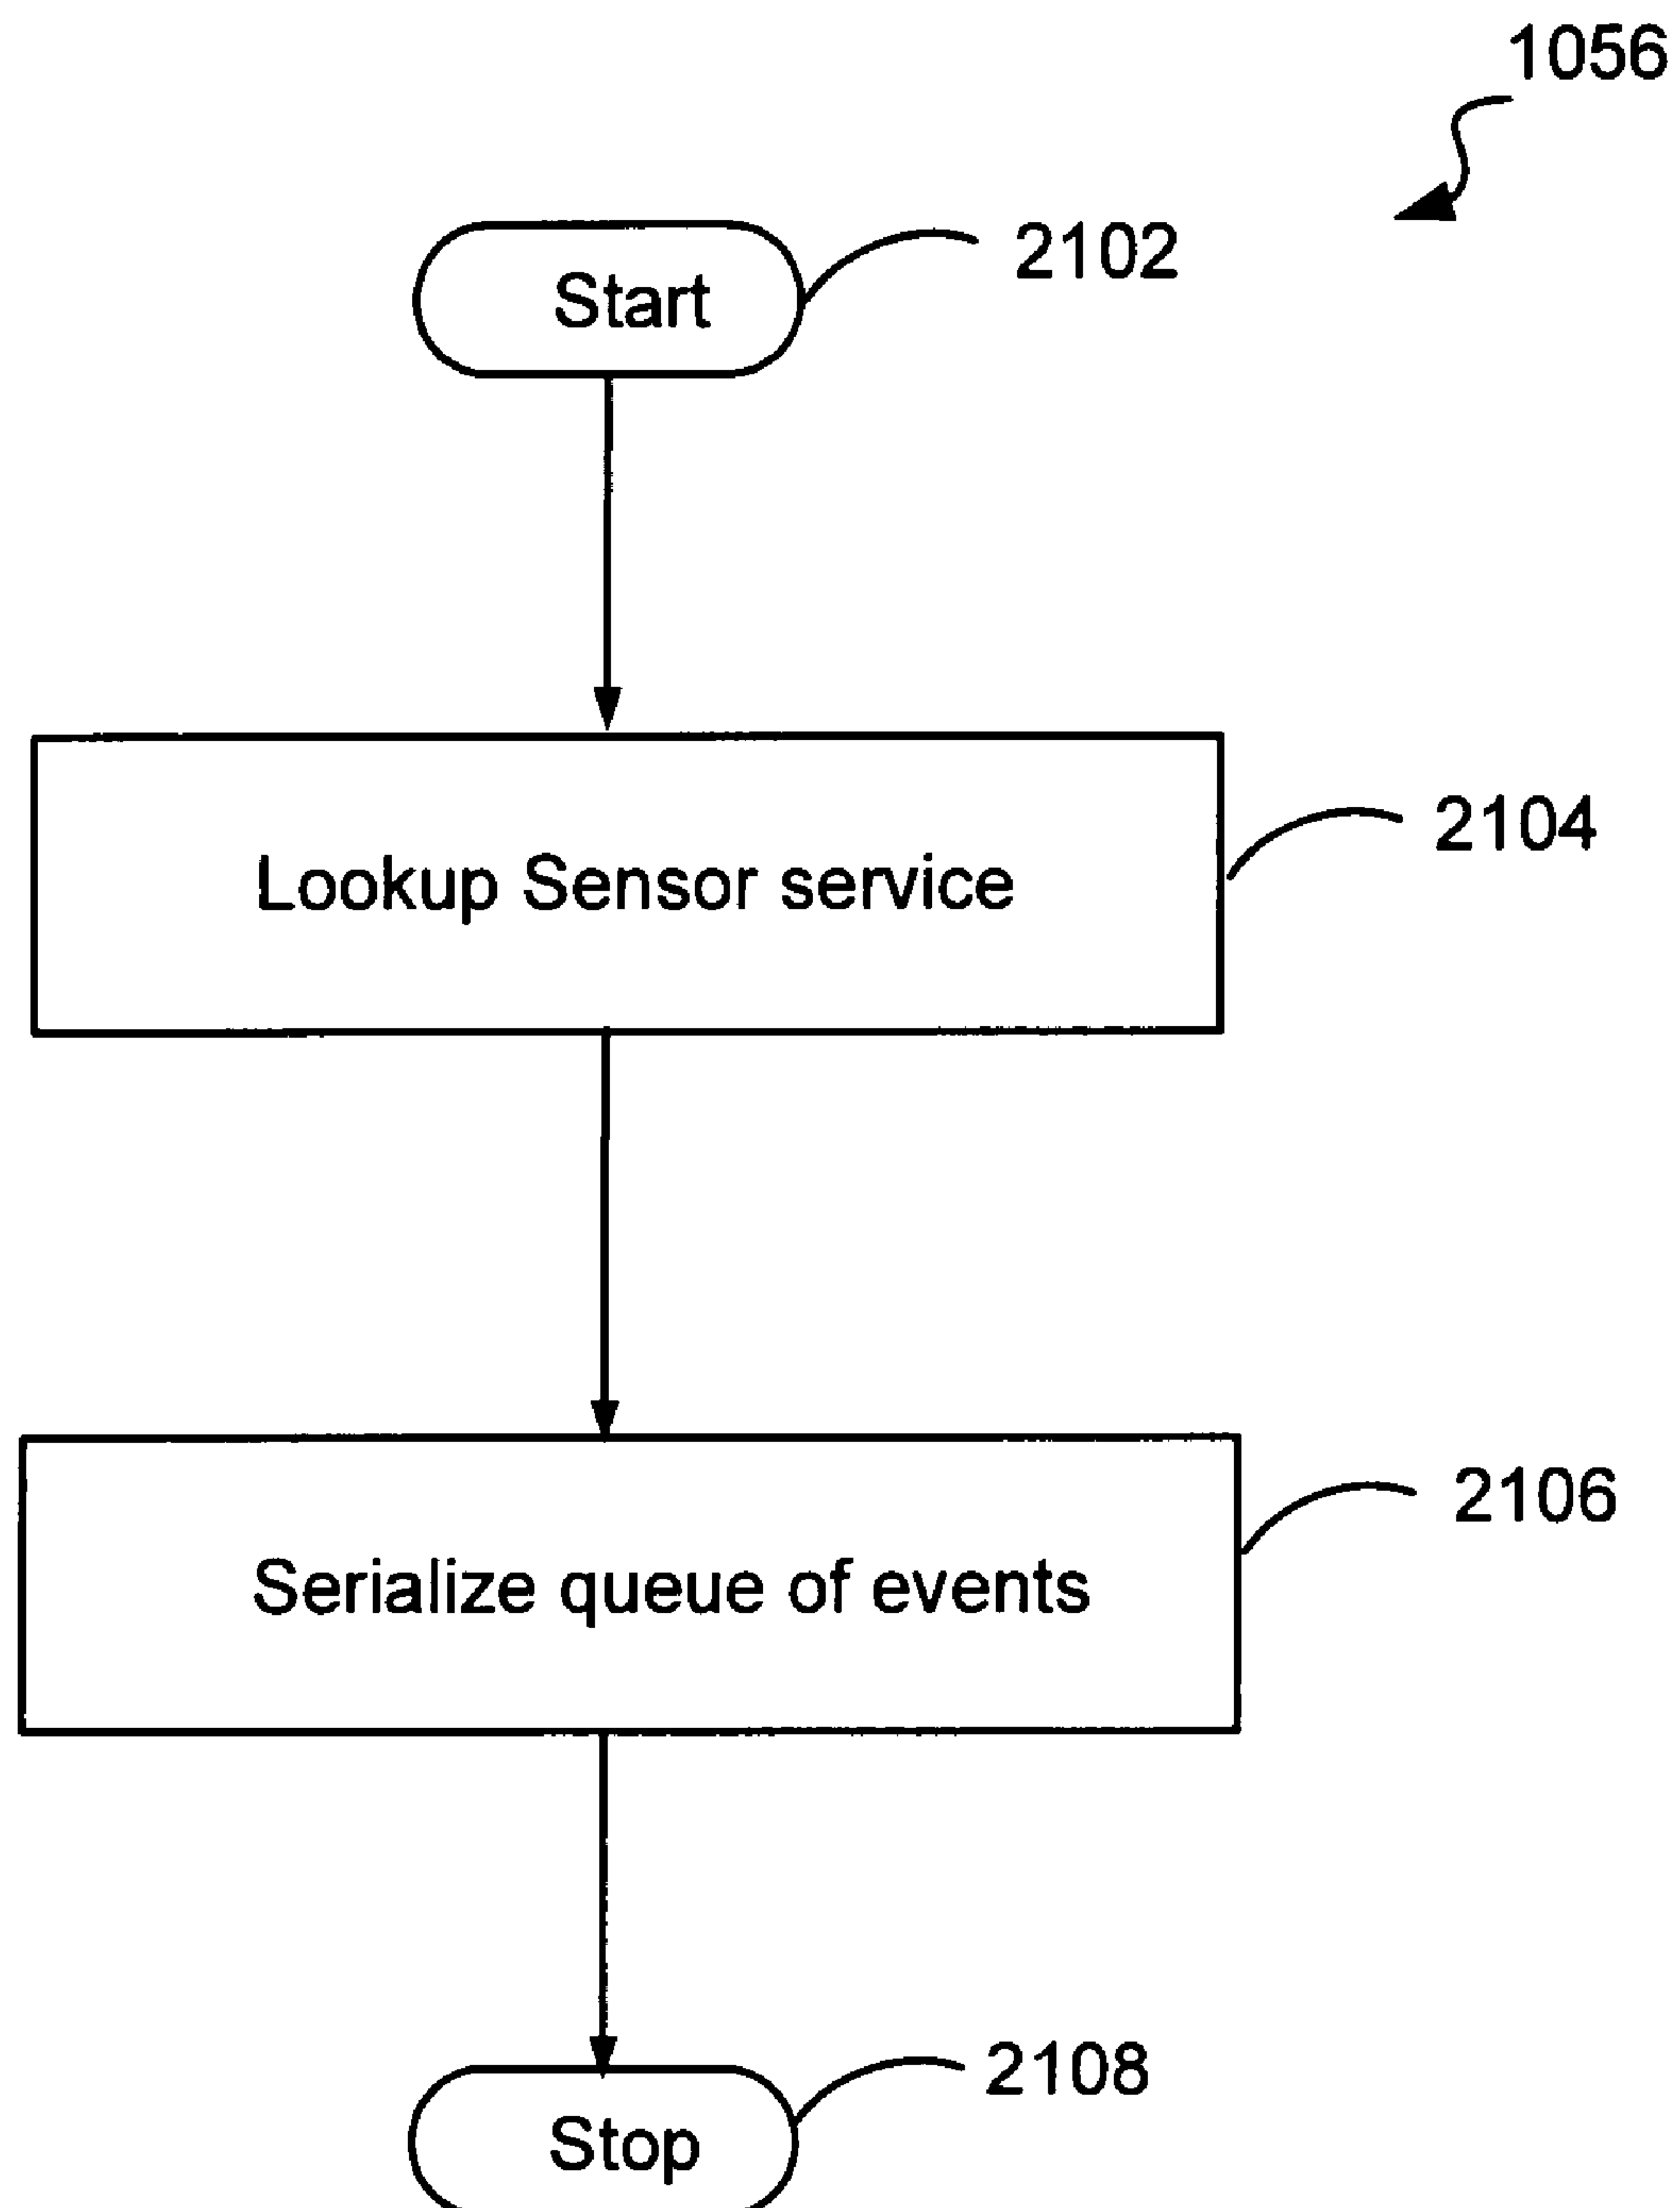 1056
Start
2102
Lookup Sensor service
2104
Serialize queue of events
2106
Stop
2108